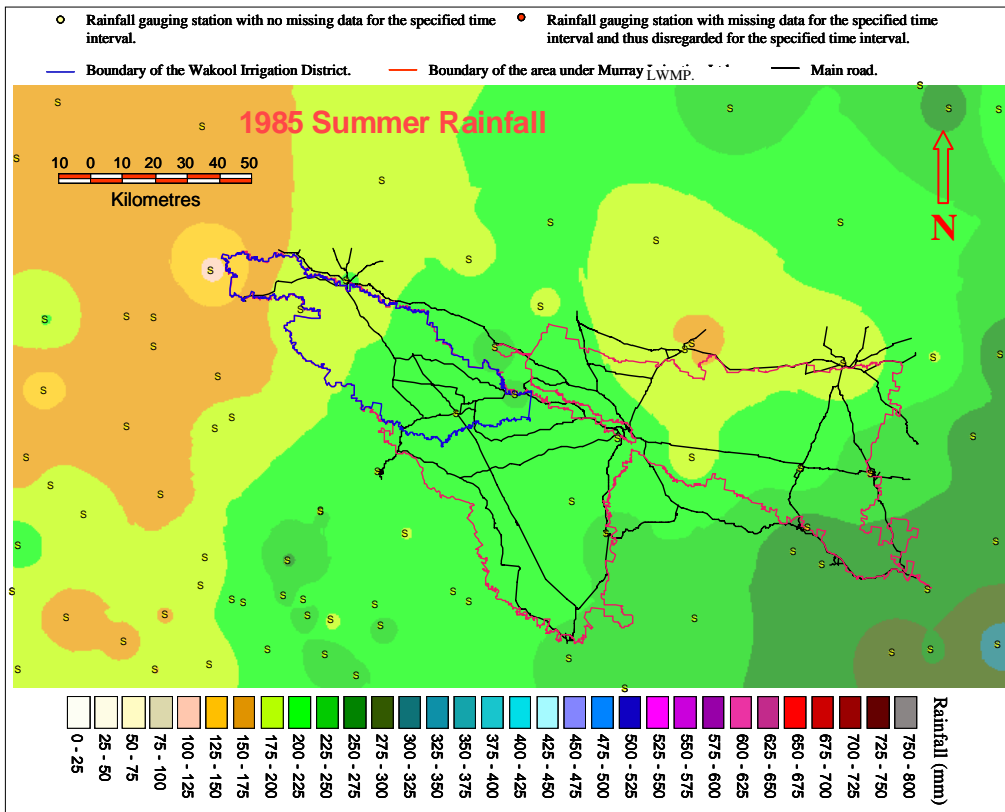 Rainfall gauging station with no missing data for the specified time
interval.
Rainfall gauging station with missing data for the specified time
interval and thus disregarded for the specified time interval.
Boundary of the Wakool Irrigation District.
Boundary of the area under Murray
LWMP.
Main road.
1985 Summer Rainfall
10 0 10 20 30 40 50
Kilometres
N
0 - 25
25 - 50
50 - 75
75 - 100
100 - 125
125 - 150
150 - 175
175 - 200
200 - 225
225 - 250
250 - 275
275 - 300
300 - 325
325 - 350
350 - 375
375 - 400
400 - 425
425 - 450
450 - 475
475 - 500
500 - 525
525 - 550
550 - 575
575 - 600
600 - 625
625 - 650
650 - 675
675 - 700
700 - 725
725 - 750
750 - 800
Rainfall (mm)